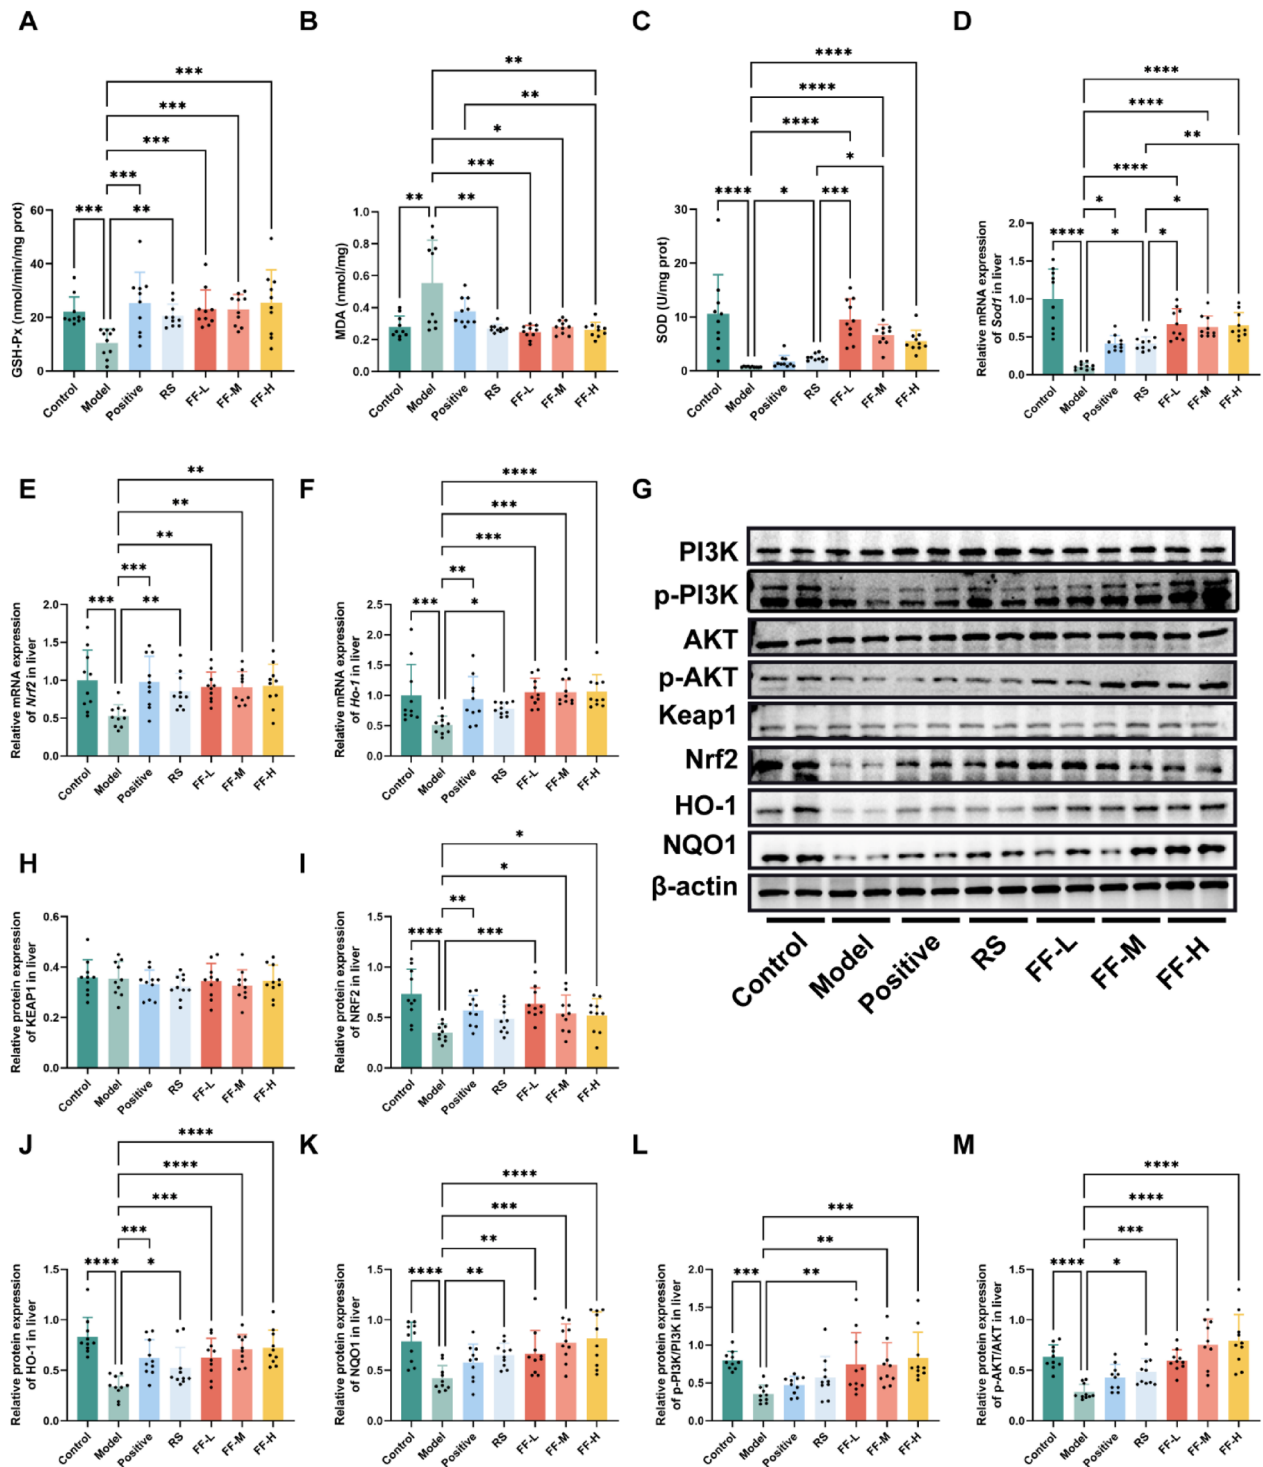 A
B
C
D
***
***
***
***
***
**
GSH-Px (nmol/min/mg prot)
60
40
20
0
Control
Model
Positive
RS
FF-L
FF-M
FF-H
**
**
*
***
**
**
MDA (nmol/mg)
1.0
0.8
0.6
0.4
0.2
0.0
Control
Model
Positive
RS
FF-L
FF-M
FF-H
****
****
****
*
****
*
***
SOD (U/mg prot)
30
20
10
0
Control
Model
Positive
RS
FF-L
FF-M
FF-H
****
****
**
****
*
*
****
*
*
Relative mRNA expression
of Sod1 in liver
2.0
1.5
1.0
0.5
0.0
Control
Model
Positive
RS
FF-L
FF-M
FF-H
E
F
G
**
**
**
***
***
**
Relative mRNA expression
of Nrf2 in liver
2.0
1.5
1.0
0.5
0.0
Control
Model
Positive
RS
FF-L
FF-M
FF-H
****
***
***
**
***
*
Relative mRNA expression
of Ho-1 in liver
2.5
2.0
1.5
1.0
0.5
0.0
Control
Model
Positive
RS
FF-L
FF-M
FF-H
PI3K
p-PI3K
AKT
p-AKT
Keap1
Nrf2
HO-1
NQO1
β-actin
Control
Model
Positive
RS
FF-L
FF-M
FF-H
H
I
Relative protein expression
of KEAP1 in liver
0.6
0.4
0.2
0.0
Control
Model
Positive
RS
FF-L
FF-M
FF-H
*
*
**
****
***
Relative protein expression
of NRF2 in liver
1.5
1.0
0.5
0.0
Control
Model
Positive
RS
FF-L
FF-M
FF-H
J
K
L
M
****
****
***
***
****
*
Relative protein expression
of HO-1 in liver
1.5
1.0
0.5
0.0
Control
Model
Positive
RS
FF-L
FF-M
FF-H
****
***
**
****
**
Relative protein expression
of NQO1 in liver
1.5
1.0
0.5
0.0
Control
Model
Positive
RS
FF-L
FF-M
FF-H
***
**
***
**
Relative protein expression
of p-PI3K/PI3K in liver
2.0
1.5
1.0
0.5
0.0
Control
Model
Positive
RS
FF-L
FF-M
FF-H
****
****
***
****
*
Relative protein expression
of p-AKT/AKT in liver
1.5
1.0
0.5
0.0
Control
Model
Positive
RS
FF-L
FF-M
FF-H